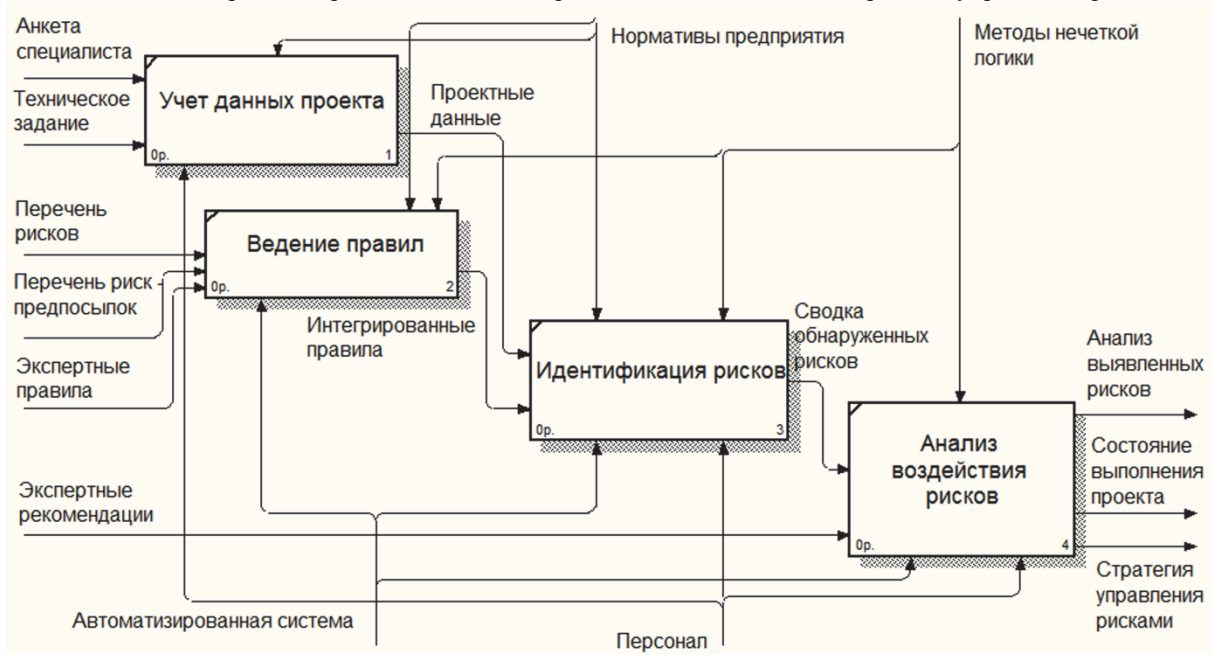 Анкета
специалиста
Техническое
задание
Учет данных проекта
0р.
1
Проектные
данные
Нормативы предприятия
Методы нечеткой
логики
Перечень
рисков
Перечень риск
предпосылок
Экспертные
правила
Ведение правил
0р.
2
Интегрированные
правила
Идентификация рисков
0р.
3
Сводка
обнаруженных
рисков
Экспертные
рекомендации
Анализ
воздействия
рисков
0р.
4
Анализ
выявленных
рисков
Состояние
выполнения
проекта
Стратегия
управления
рисками
Автоматизированная система
Персонал